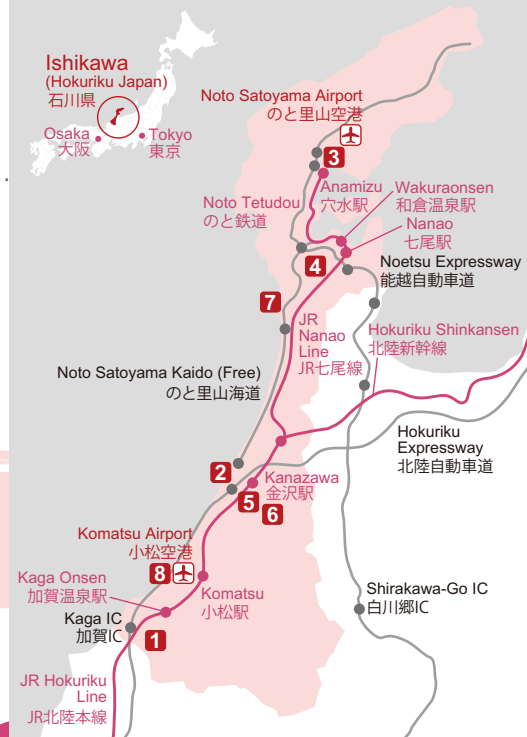 Ishikawa
(Hokuriku Japan)
石川県
Osaka
大阪
Tokyo
東京
Noto Satoyama Airport
のと里山空港
3
Anamizu
穴水駅
Noto Tetudou
のと鉄道
Wakuraonsen
和倉温泉駅
Nanao
七尾駅
4
Noetsu Expressway
能越自動車道
7
JR
Nanao
Line
JR七尾線
Hokuriku Shinkansen
北陸新幹線
Noto Satoyama Kaido (Free)
のと里山海道
Hokuriku
Expressway
北陸自動車道
2
Kanazawa
金沢駅
5
6
Komatsu Airport
小松空港
8
Kaga Onsen
加賀温泉駅
Komatsu
小松駅
Shirakawa-Go IC
白川郷IC
Kaga IC
加賀IC
1
JR Hokuriku
Line
JR北陸本線